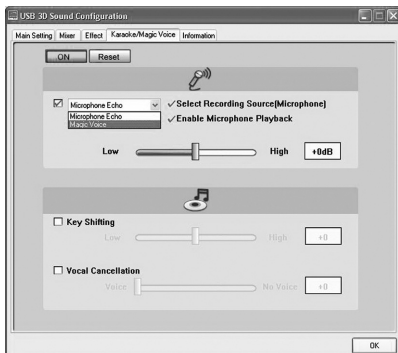 USB 3D Sound Configuration
Main Setting Mixer Effect Karaoke/Magic Voice Information
ON Reset
Microphone Echo ✓Select Recording Source(Microphone)
Microphone Echo ✓Enable Microphone Playback
Magic Voice
Low High +0dB
Key Shifting
Low High +0
Vocal Cancellation
Voice No Voice +0
OK